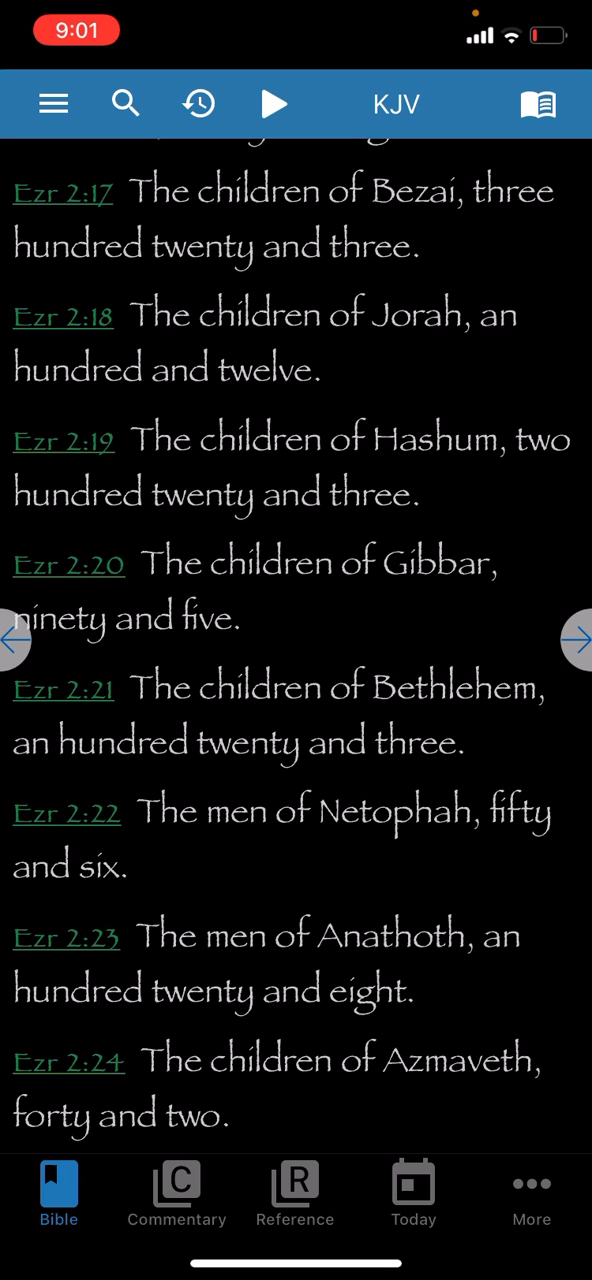 9:01
KJV
Ezr 2:17 The children of Bezai, three
hundred twenty and three.
Ezr 2:18 The children of Jorah, an
hundred and twelve.
Ezr 2:19 The children of Hashum, two
hundred twenty and three.
Ezr 2:20 The children of Gibbar,
ninety and five.
Ezr 2:21 The children of Bethlehem,
an hundred twenty and three.
Ezr 2:22 The men of Netophah, fifty
and six.
Ezr 2:23 The men of Anathoth, an
hundred twenty and eight.
Ezr 2:24 The children of Azmaveth,
forty and two.
C R
Bible Commentary Reference Today More